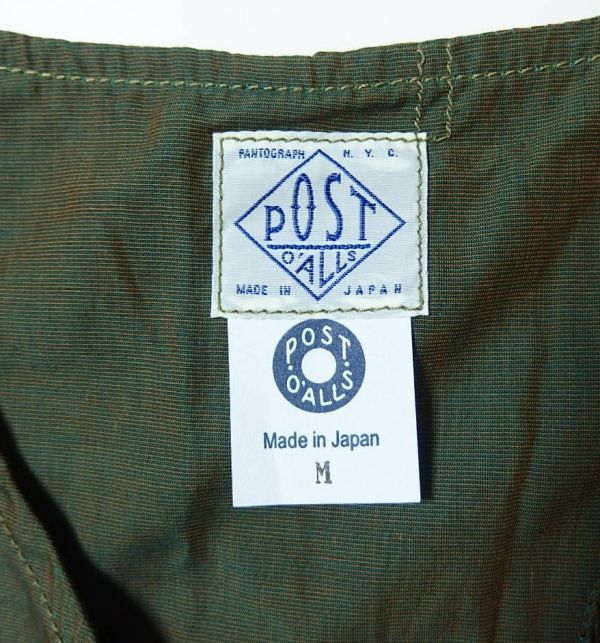 PANTOGRAPH N.Y.C.
POST
O'ALLS
MADE IN JAPAN
POST
O'ALLS
Made in Japan
M